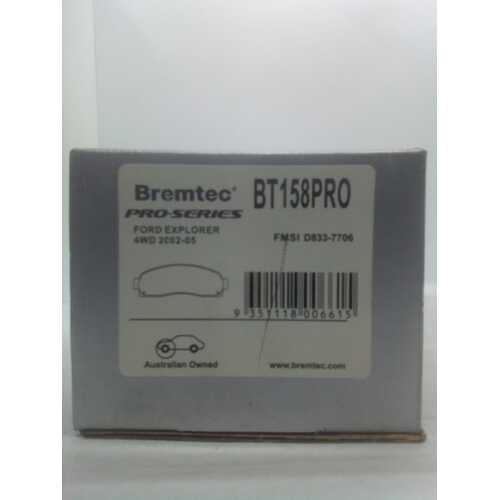 Bremtec® BT158PRO
PRO-SERIES
FORD EXPLORER
4WD 2002-05
FMSI D833-7706
9 351118 006615
Australian Owned
www.bremtec.com